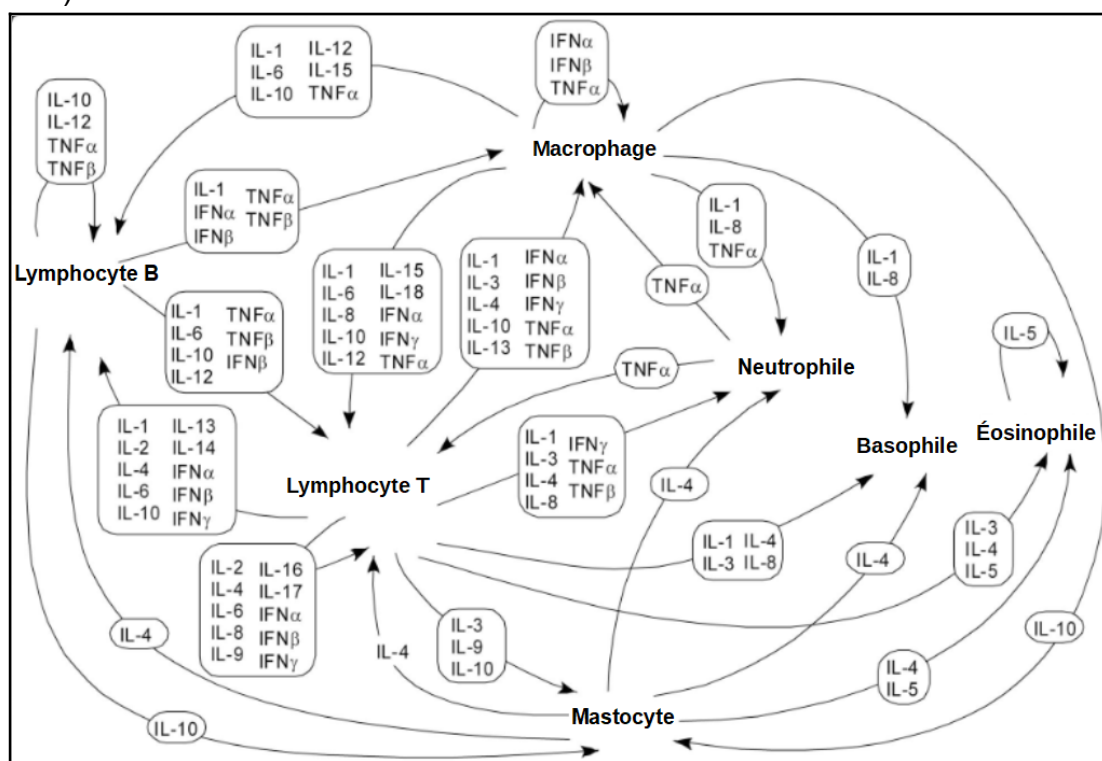 )
IL-1 IL-12
IL-6 IL-15
IL-10 TNFα
IFNα
IFNβ
TNFα
IL-10
IL-12
TNFα
TNFβ
Macrophage
IL-1 TNFα
IFNα TNFβ
IFNβ
IL-1
IL-8
TNFα
Lymphocyte B
IL-1 IL-15
IL-6 IL-18
IL-8 IFNα
IL-10 IFNγ
IL-12 TNFα
IL-1 IFNα
IL-3 IFNβ
IL-4 IFNγ
IL-10 TNFα
IL-13 TNFβ
TNFα
IL-1
IL-8
IL-1 TNFα
IL-6 TNFβ
IL-10 IFNβ
IL-12
IL-5
TNFα
Neutrophile
IL-1 IL-13
IL-2 IL-14
IL-4 IFNα
IL-6 IFNβ
IL-10 IFNγ
Lymphocyte T
IL-1 IFNγ
IL-3 TNFα
IL-4 TNFβ
IL-8
Basophile
Éosinophile
IL-4
IL-1 IL-4
IL-3 IL-8
IL-3
IL-4
IL-5
IL-4
IL-2 IL-16
IL-4 IL-17
IL-6 IFNα
IL-8 IFNβ
IL-9 IFNγ
IL-4
IL-4
IL-3
IL-9
IL-10
IL-10
IL-4
IL-5
Mastocyte
IL-10